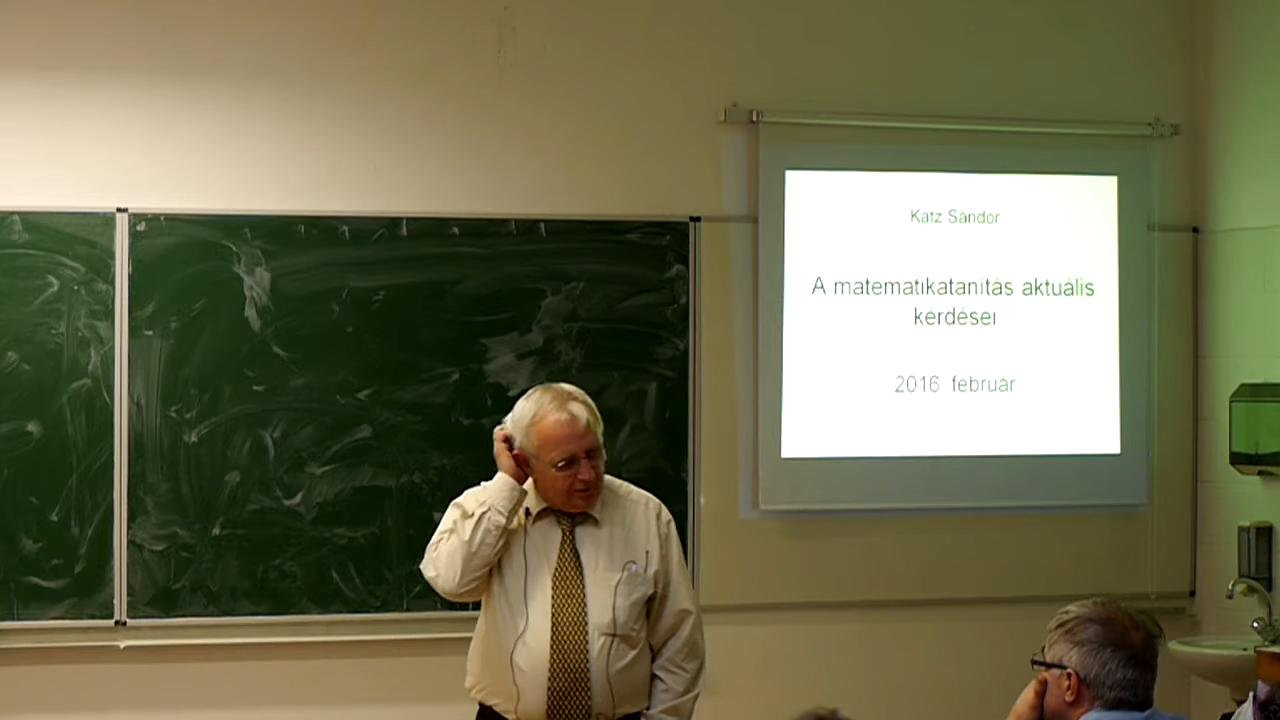 Katz Sándor
A matematikatanítás aktuális
kérdései
2016 február